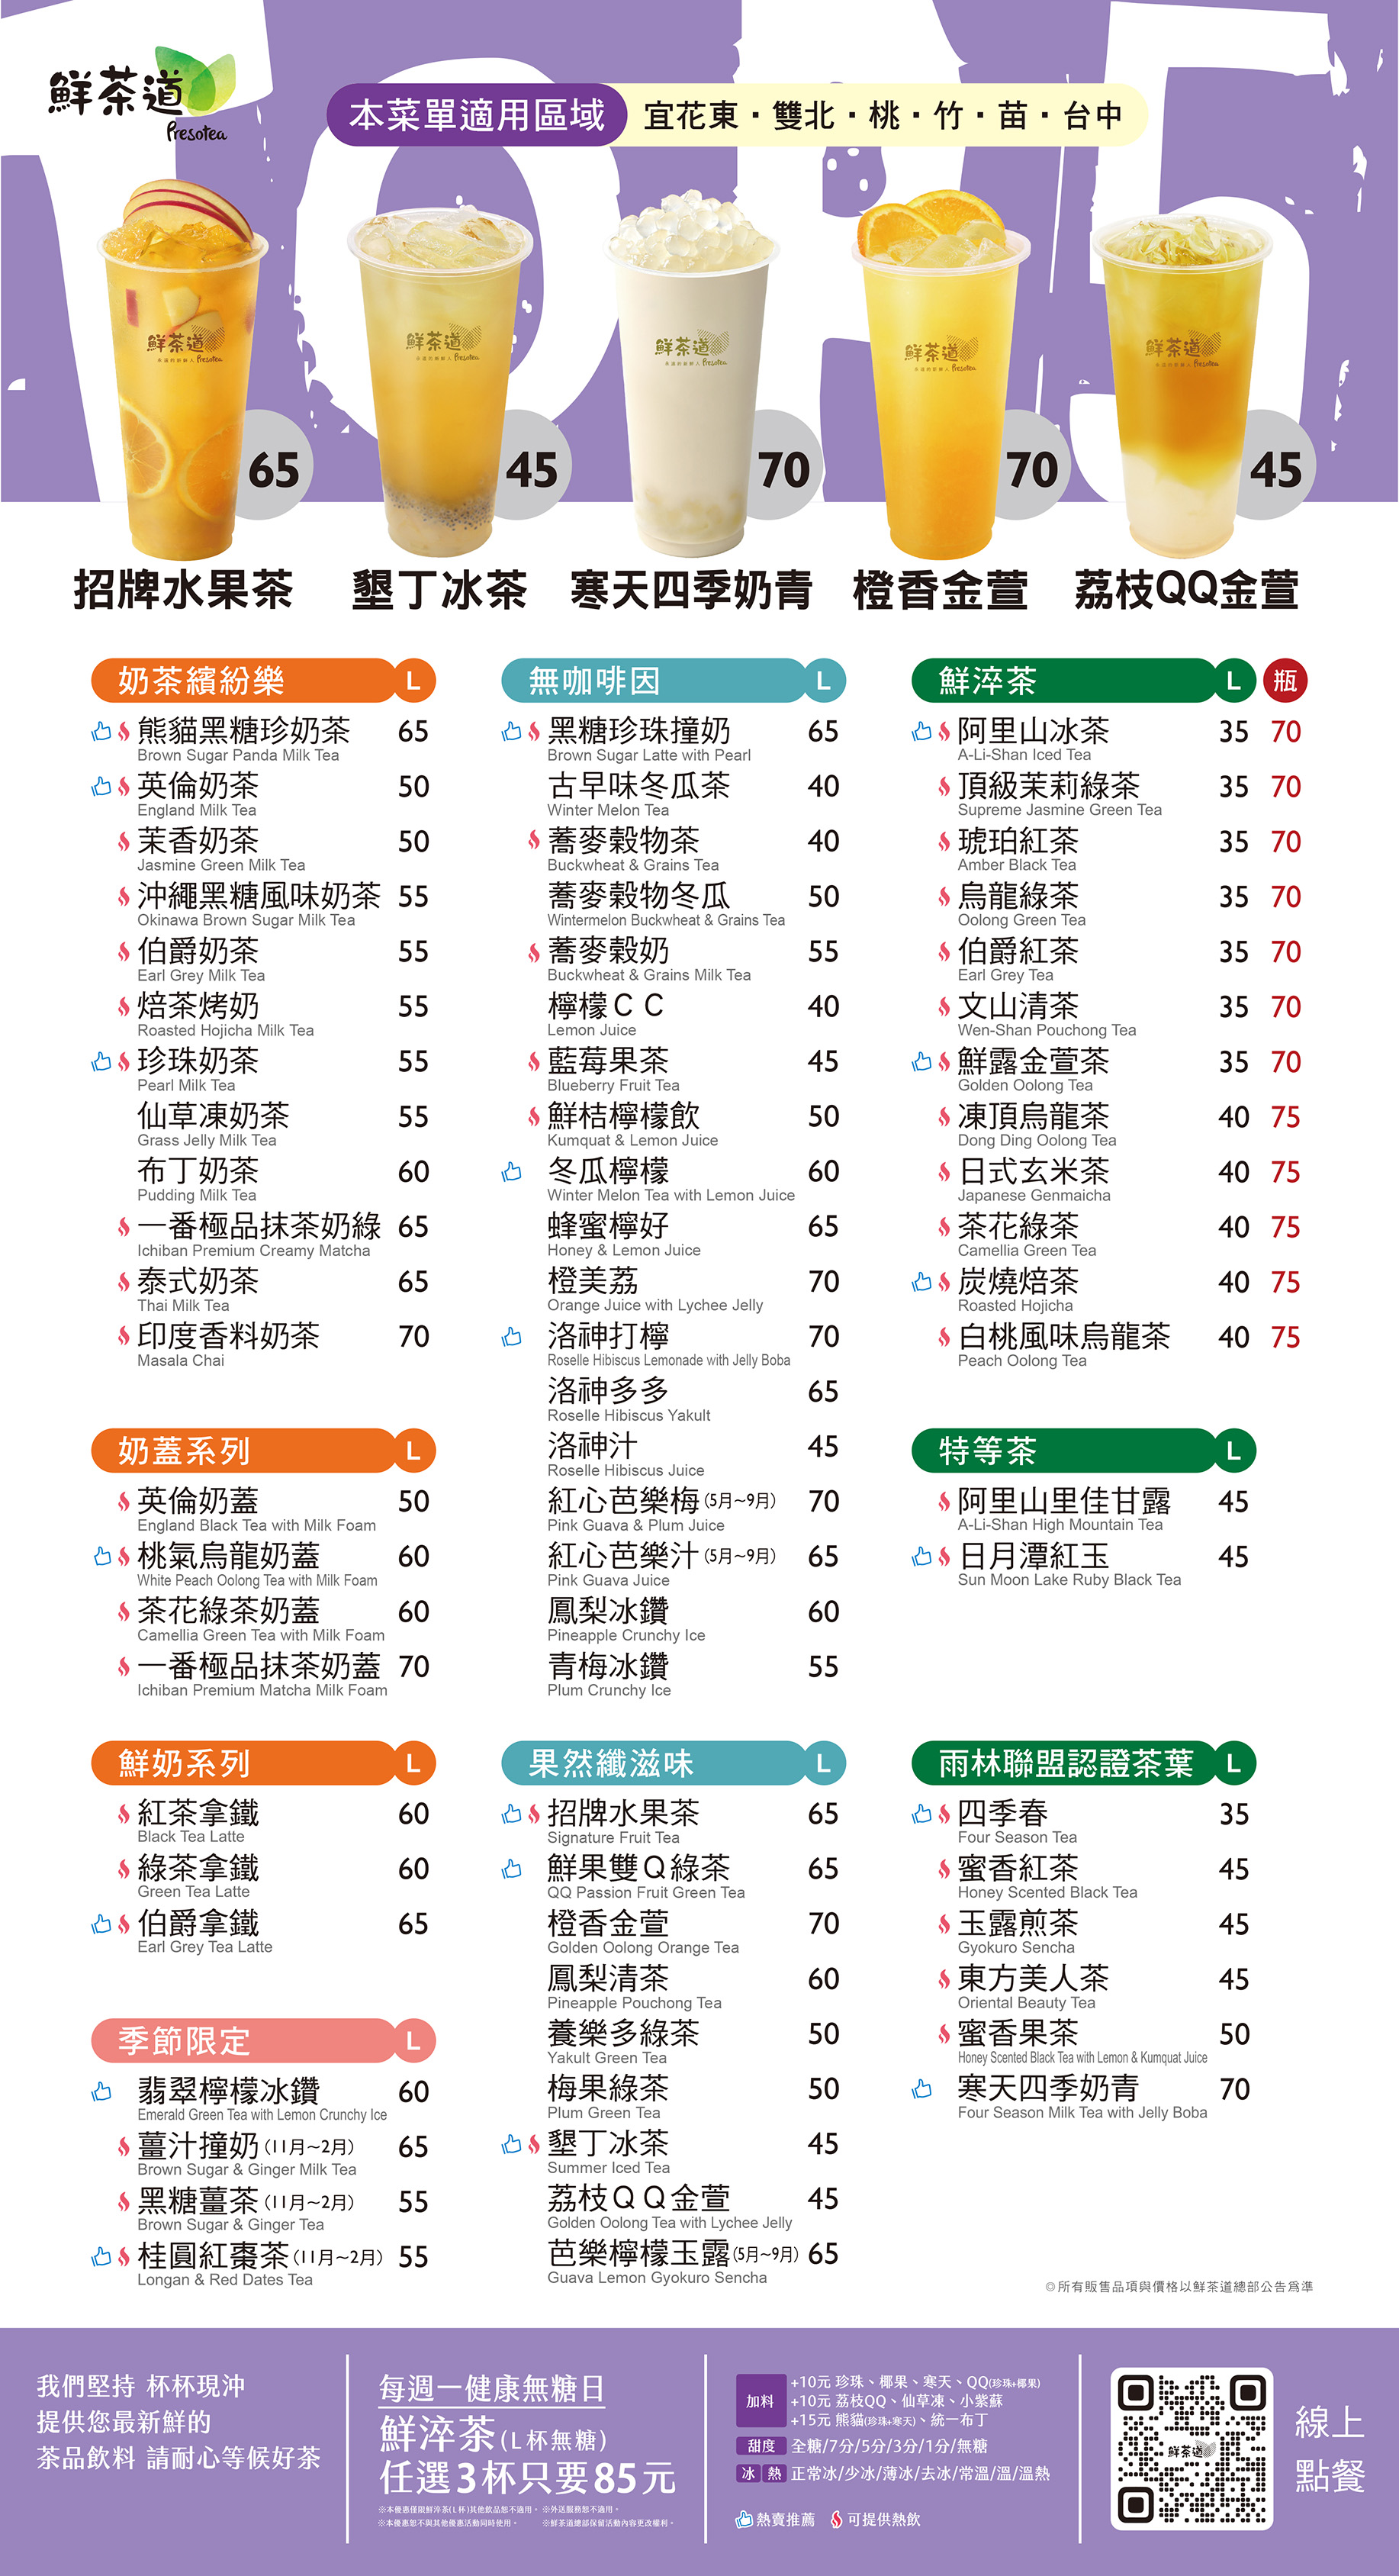 鮮茶道
Presotea
本菜單適用區域 宜花東・雙北・桃・竹・苗・台中
65
45
70
70
45
招牌水果茶
墾丁冰茶
寒天四季奶青
橙香金萱
荔枝QQ金萱
奶茶繽紛樂 L
熊貓黑糖珍奶茶 65
Brown Sugar Panda Milk Tea
英倫奶茶 50
England Milk Tea
茉香奶茶 50
Jasmine Green Milk Tea
沖繩黑糖風味奶茶 55
Okinawa Brown Sugar Milk Tea
伯爵奶茶 55
Earl Grey Milk Tea
焙茶烤奶 55
Roasted Hojicha Milk Tea
珍珠奶茶 55
Pearl Milk Tea
仙草凍奶茶 55
Grass Jelly Milk Tea
布丁奶茶 60
Pudding Milk Tea
一番極品抹茶奶綠 65
Ichiban Premium Creamy Matcha
泰式奶茶 65
Thai Milk Tea
印度香料奶茶 70
Masala Chai
奶蓋系列 L
英倫奶蓋 50
England Black Tea with Milk Foam
桃氣烏龍奶蓋 60
White Peach Oolong Tea with Milk Foam
茶花綠茶奶蓋 60
Camellia Green Tea with Milk Foam
一番極品抹茶奶蓋 70
Ichiban Premium Matcha Milk Foam
鮮奶系列 L
紅茶拿鐵 60
Black Tea Latte
綠茶拿鐵 60
Green Tea Latte
伯爵拿鐵 65
Earl Grey Tea Latte
季節限定 L
翡翠檸檬冰鑽 60
Emerald Green Tea with Lemon Crunchy Ice
薑汁撞奶(11月~2月) 65
Brown Sugar & Ginger Milk Tea
黑糖薑茶(11月~2月) 55
Brown Sugar & Ginger Tea
桂圓紅棗茶(11月~2月) 55
Longan & Red Dates Tea
無咖啡因 L
黑糖珍珠撞奶 65
Brown Sugar Latte with Pearl
古早味冬瓜茶 40
Winter Melon Tea
蕎麥穀物茶 40
Buckwheat & Grains Tea
蕎麥穀物冬瓜 50
Wintermelon Buckwheat & Grains Tea
蕎麥穀奶 55
Buckwheat & Grains Milk Tea
檸檬ＣＣ 40
Lemon Juice
藍莓果茶 45
Blueberry Fruit Tea
鮮桔檸檬飲 50
Kumquat & Lemon Juice
冬瓜檸檬 60
Winter Melon Tea with Lemon Juice
蜂蜜檸好 65
Honey & Lemon Juice
橙美荔 70
Orange Juice with Lychee Jelly
洛神打檸 70
Roselle Hibiscus Lemonade with Jelly Boba
洛神多多 65
Roselle Hibiscus Yakult
洛神汁 45
Roselle Hibiscus Juice
紅心芭樂梅(5月~9月) 70
Pink Guava & Plum Juice
紅心芭樂汁(5月~9月) 65
Pink Guava Juice
鳳梨冰鑽 60
Pineapple Crunchy Ice
青梅冰鑽 55
Plum Crunchy Ice
果然纖滋味 L
招牌水果茶 65
Signature Fruit Tea
鮮果雙Ｑ綠茶 65
QQ Passion Fruit Green Tea
橙香金萱 70
Golden Oolong Orange Tea
鳳梨清茶 60
Pineapple Pouchong Tea
養樂多綠茶 50
Yakult Green Tea
梅果綠茶 50
Plum Green Tea
墾丁冰茶 45
Summer Iced Tea
荔枝ＱＱ金萱 45
Golden Oolong Tea with Lychee Jelly
芭樂檸檬玉露(5月~9月) 65
Guava Lemon Gyokuro Sencha
鮮淬茶 L 瓶
阿里山冰茶 35 70
A-Li-Shan Iced Tea
頂級茉莉綠茶 35 70
Supreme Jasmine Green Tea
琥珀紅茶 35 70
Amber Black Tea
烏龍綠茶 35 70
Oolong Green Tea
伯爵紅茶 35 70
Earl Grey Tea
文山清茶 35 70
Wen-Shan Pouchong Tea
鮮露金萱茶 35 70
Golden Oolong Tea
凍頂烏龍茶 40 75
Dong Ding Oolong Tea
日式玄米茶 40 75
Japanese Genmaicha
茶花綠茶 40 75
Camellia Green Tea
炭燒焙茶 40 75
Roasted Hojicha
白桃風味烏龍茶 40 75
Peach Oolong Tea
特等茶 L
阿里山里佳甘露 45
A-Li-Shan High Mountain Tea
日月潭紅玉 45
Sun Moon Lake Ruby Black Tea
雨林聯盟認證茶葉 L
四季春 35
Four Season Tea
蜜香紅茶 45
Honey Scented Black Tea
玉露煎茶 45
Gyokuro Sencha
東方美人茶 45
Oriental Beauty Tea
蜜香果茶 50
Honey Scented Black Tea with Lemon & Kumquat Juice
寒天四季奶青 70
Four Season Milk Tea with Jelly Boba
◎所有販售品項與價格以鮮茶道總部公告為準
我們堅持 杯杯現沖
提供您最新鮮的
茶品飲料 請耐心等候好茶
每週一健康無糖日
鮮淬茶(L杯無糖)
任選3杯只要85元
※本優惠僅限鮮淬茶(L杯)其他飲品恕不適用。 ※外送服務恕不適用。
※本優惠恕不與其他優惠活動同時使用。 ※鮮茶道總部保留活動內容更改權利。
加料
+10元 珍珠、椰果、寒天、QQ(珍珠+椰果)
+10元 荔枝QQ、仙草凍、小紫蘇
+15元 熊貓(珍珠+寒天)、統一布丁
甜度 全糖/7分/5分/3分/1分/無糖
冰 熱 正常冰/少冰/薄冰/去冰/常溫/溫/溫熱
熱賣推薦 可提供熱飲
鮮茶道
線上
點餐